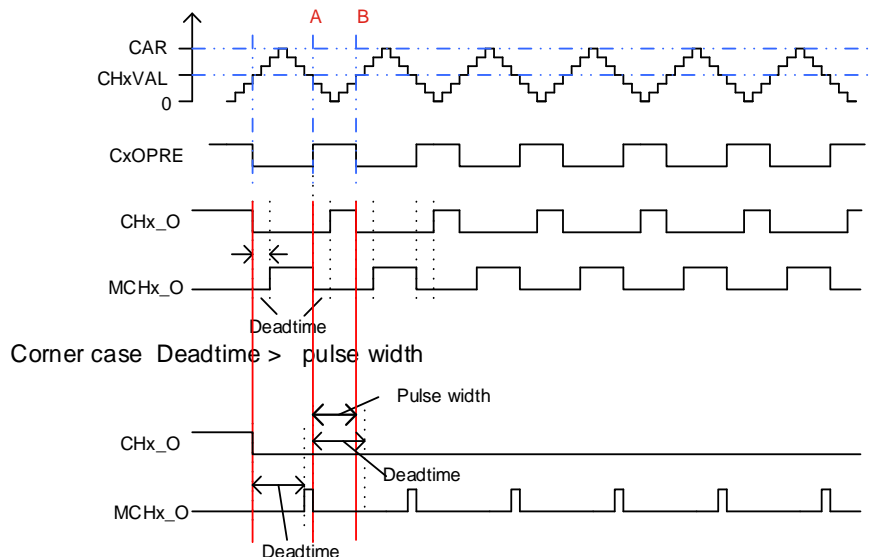 A B
CAR
CHxVAL
0
CxOPRE
CHx_O
MCHx_O
Deadtime
Corner case Deadtime > pulse width
Pulse width
CHx_O
Deadtime
MCHx_O
Deadtime